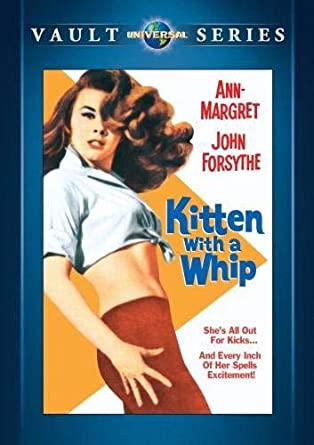 VAULT UNIVERSAL SERIES
ANN-
MARGRET
JOHN
FORSYTHE
Kitten
with a
Whip
She's All Out
For Kicks...
And Every Inch
Of Her Spells
Excitement!